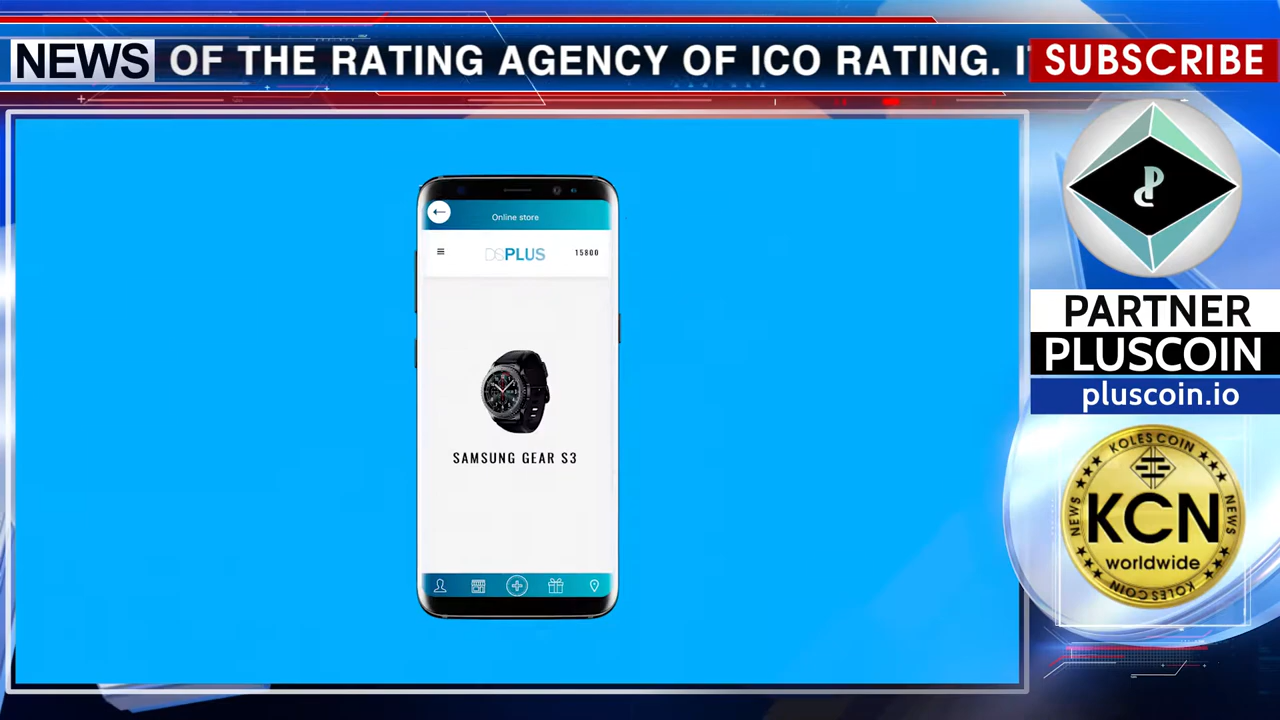 NEWS OF THE RATING AGENCY OF ICO RATING. I
SUBSCRIBE
Online store
DSPLUS
15800
SAMSUNG GEAR S3
PARTNER
PLUSCOIN
pluscoin.io
KOLES COIN
NEWS
KCN
NEWS
worldwide
KOLES COIN